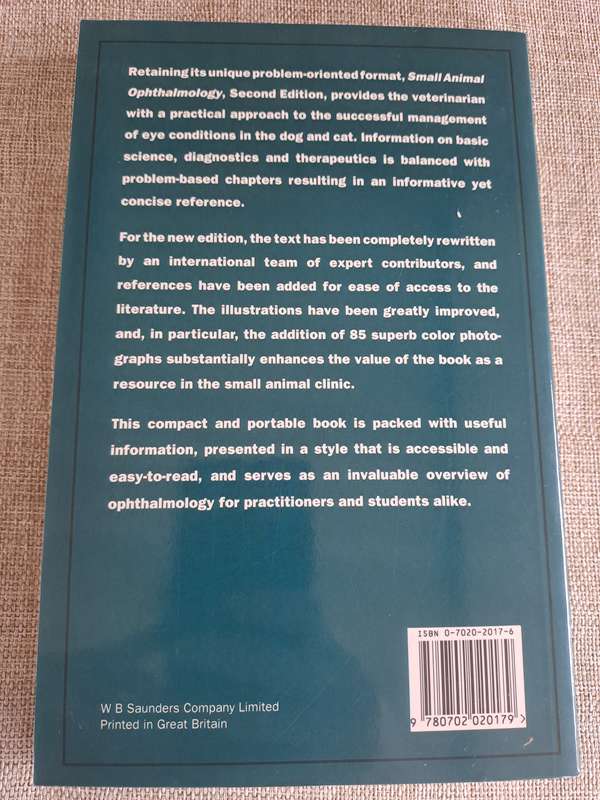 Retaining its unique problem-oriented format, Small Animal
Ophthalmology, Second Edition, provides the veterinarian
with a practical approach to the successful management
of eye conditions in the dog and cat. Information on basic
science, diagnostics and therapeutics is balanced with
problem-based chapters resulting in an informative yet
concise reference.
For the new edition, the text has been completely rewritten
by an international team of expert contributors, and
references have been added for ease of access to the
literature. The illustrations have been greatly improved,
and, in particular, the addition of 85 superb color photo-
graphs substantially enhances the value of the book as a
resource in the small animal clinic.
This compact and portable book is packed with useful
information, presented in a style that is accessible and
easy-to-read, and serves as an invaluable overview of
ophthalmology for practitioners and students alike.
ISBN 0-7020-2017-6
9 780702 020179 >
W B Saunders Company Limited
Printed in Great Britain